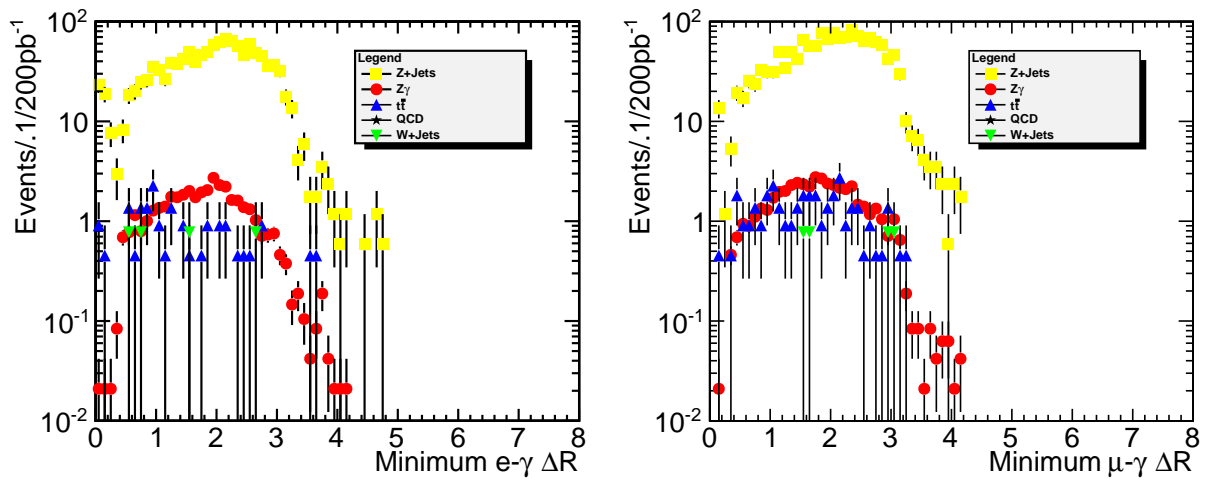 Events/.1/200pb⁻¹
10²
10
1
10⁻¹
10⁻²
0 1 2 3 4 5 6 7 8
Minimum e-γ ΔR
Legend
Z+Jets
Zγ
tt̄
QCD
W+Jets
Events/.1/200pb⁻¹
10²
10
1
10⁻¹
10⁻²
0 1 2 3 4 5 6 7 8
Minimum μ-γ ΔR
Legend
Z+Jets
Zγ
tt̄
QCD
W+Jets